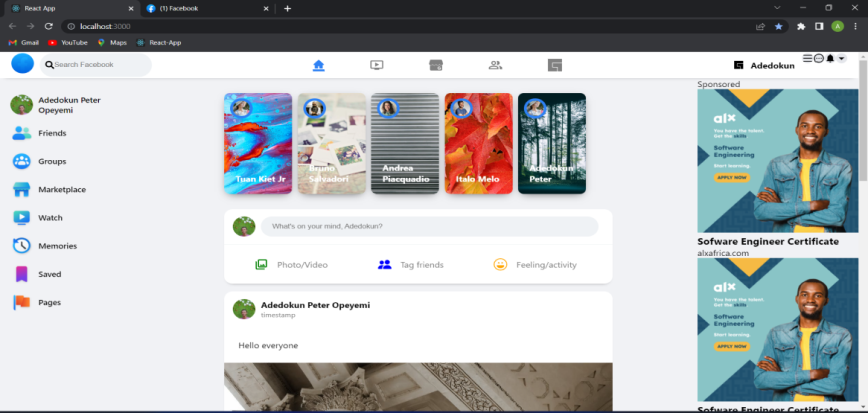 React App
(1) Facebook
localhost:3000
A
Gmail
YouTube
Maps
React-App
Search Facebook
Adedokun
Adedokun Peter
Opeyemi
Friends
Groups
Marketplace
Watch
Memories
Saved
Pages
Tuan Kiet Jr
Bruno
Salvadori
Andrea
Piacquadio
Italo Melo
Adedokun
Peter
What's on your mind, Adedokun?
Photo/Video
Tag friends
Feeling/activity
Adedokun Peter Opeyemi
timestamp
Hello everyone
Sponsored
alx
You have the talent.
Get the skills
Software
Engineering
Start learning
APPLY NOW
Sofware Engineer Certificate
alxafrica.com
alx
You have the talent.
Get the skills
Software
Engineering
Start learning
APPLY NOW
Sofware Engineer Certificate